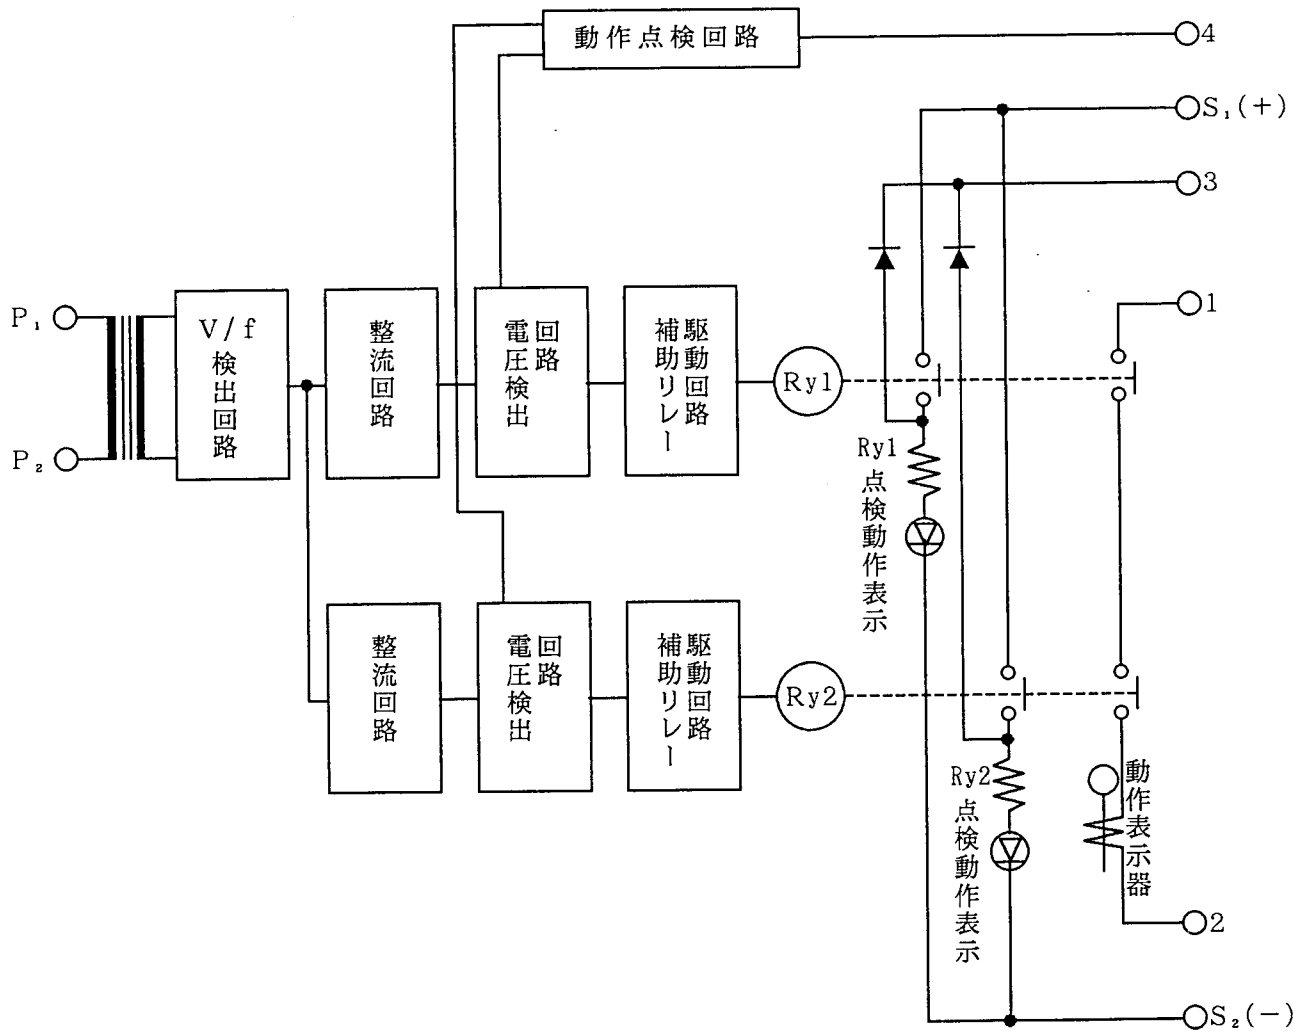 動作点検回路
4
S₁(+)
3
1
P₁
P₂
V/f
検出回路
整流回路
電圧検出
回路
補助リレー
駆動回路
Ry1
Ry1
点検動作表示
整流回路
電圧検出
回路
補助リレー
駆動回路
Ry2
Ry2
点検動作表示
動作表示器
2
S₂(−)